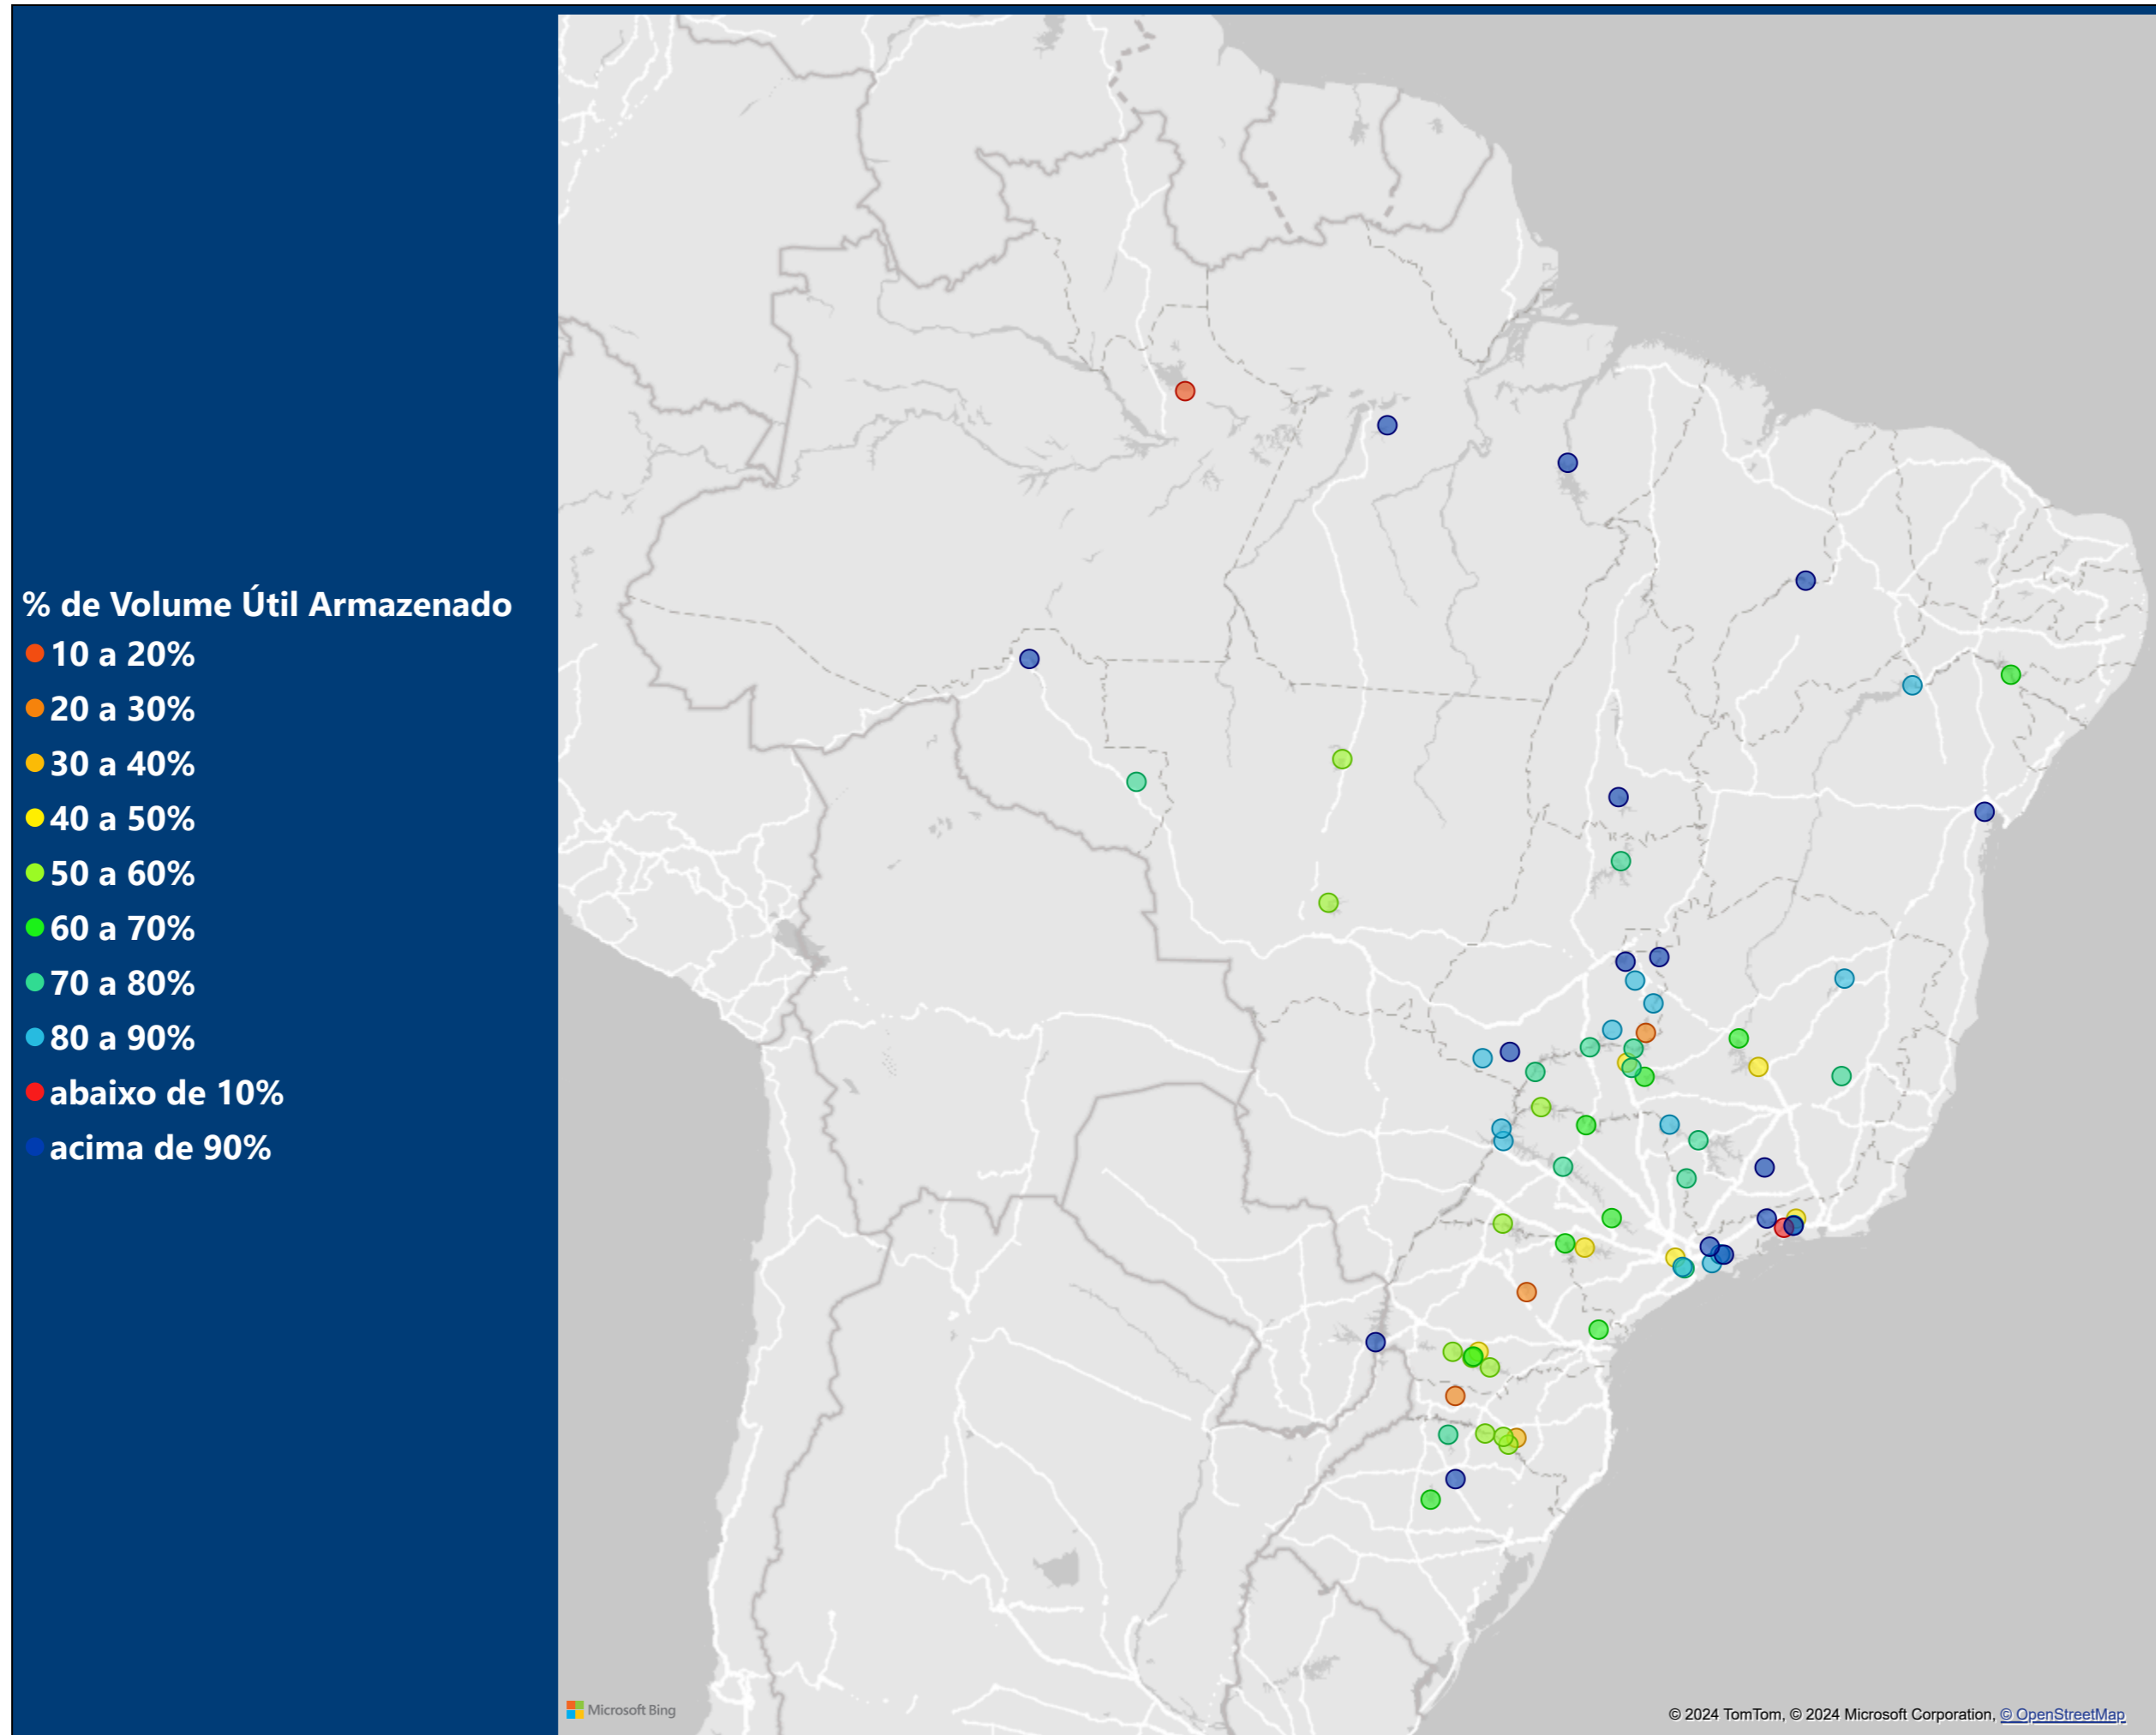 % de Volume Útil Armazenado
10 a 20%
20 a 30%
30 a 40%
40 a 50%
50 a 60%
60 a 70%
70 a 80%
80 a 90%
abaixo de 10%
acima de 90%
Microsoft Bing
© 2024 TomTom, © 2024 Microsoft Corporation, © OpenStreetMap